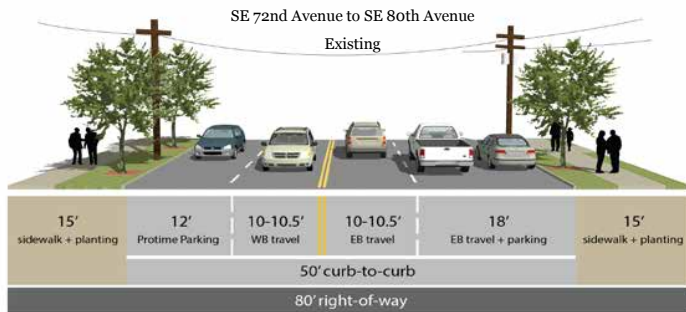 SE 72nd Avenue to SE 80th Avenue
Existing
15' 12' 10-10.5' 10-10.5' 18' 15'
sidewalk + planting Protime Parking WB travel EB travel EB travel + parking sidewalk + planting
50' curb-to-curb
80' right-of-way